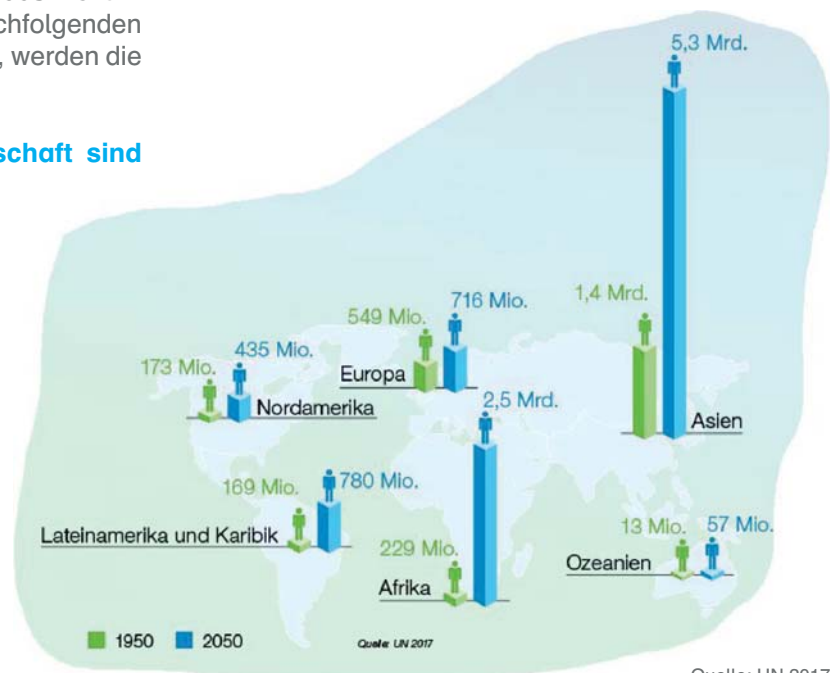 chfolgenden
, werden die
schaft sind
5,3 Mrd.
1,4 Mrd.
Asien
549 Mio.
716 Mio.
Europa
173 Mio.
435 Mio.
Nordamerika
2,5 Mrd.
229 Mio.
Afrika
169 Mio.
780 Mio.
Lateinamerika und Karibik
13 Mio.
57 Mio.
Ozeanien
1950
2050
Quelle: UN 2017